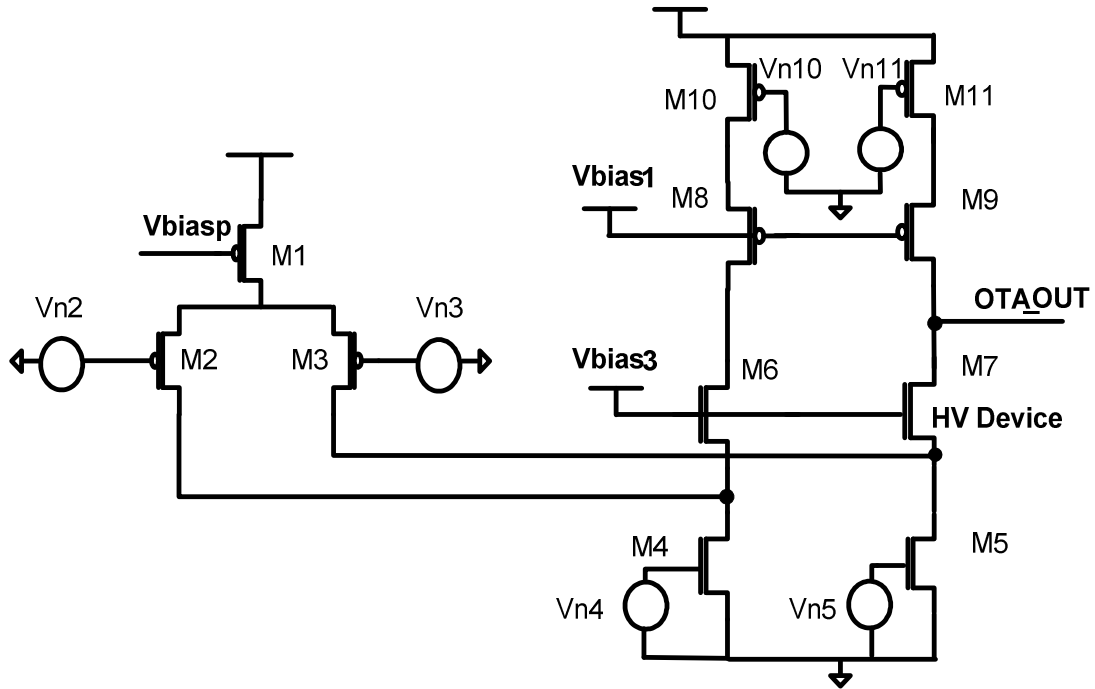 Vn10
Vn11
M10
M11
Vbias1
M8
M9
Vbiasp
M1
OTA_OUT
Vn2
Vn3
M2
M3
Vbias3
M6
M7
HV Device
M4
M5
Vn4
Vn5